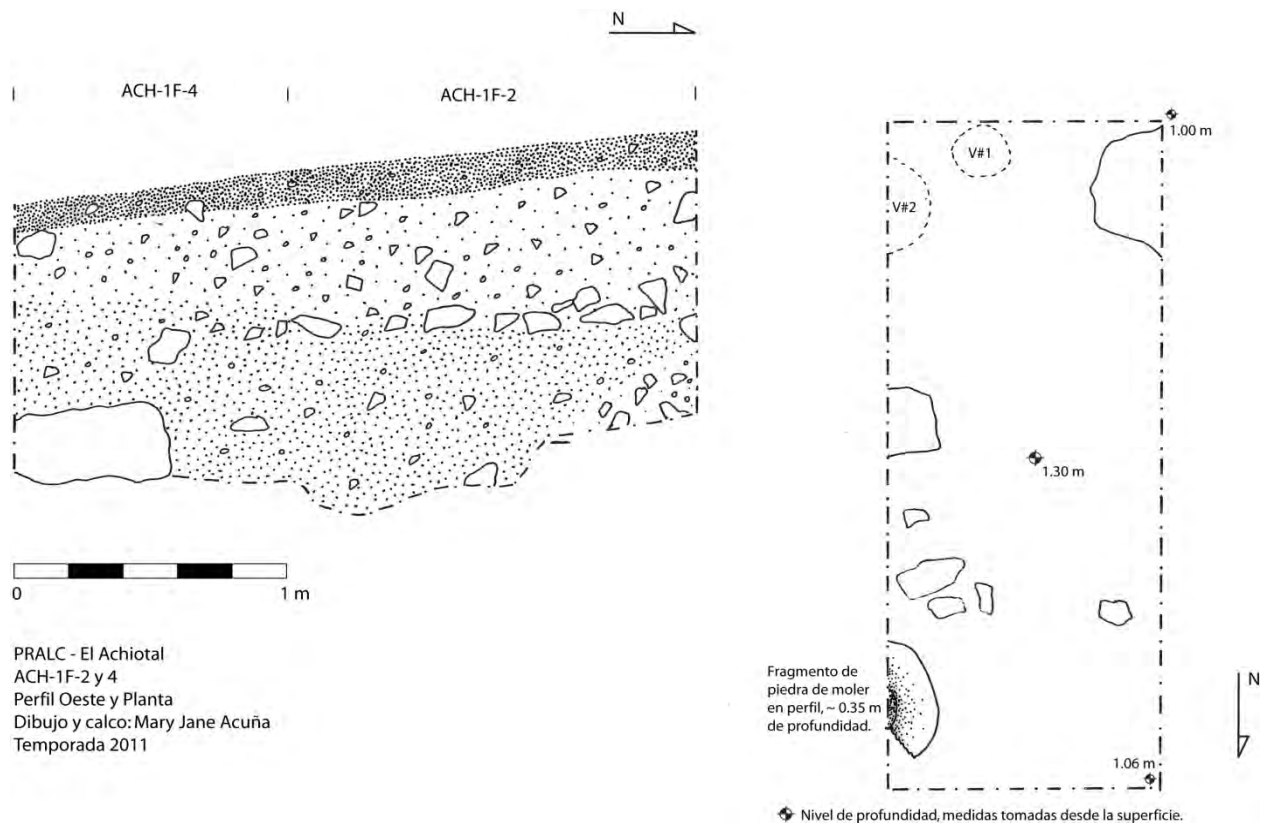 N
ACH-1F-4
ACH-1F-2
0
1 m
PRALC - El Achiotal
ACH-1F-2 y 4
Perfil Oeste y Planta
Dibujo y calco: Mary Jane Acuña
Temporada 2011
1.00 m
V#1
V#2
1.30 m
Fragmento de
piedra de moler
en perfil, ~ 0.35 m
de profundidad.
N
1.06 m
Nivel de profundidad, medidas tomadas desde la superficie.